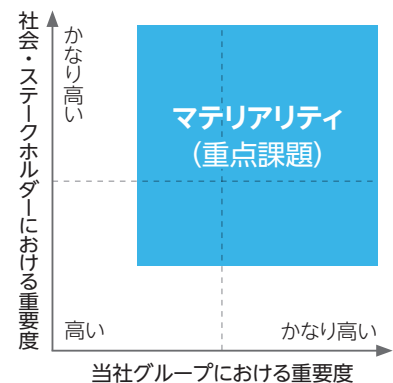 社会・ステークホルダーにおける重要度
かなり高い
マテリアリティ
（重点課題）
高い
かなり高い
当社グループにおける重要度